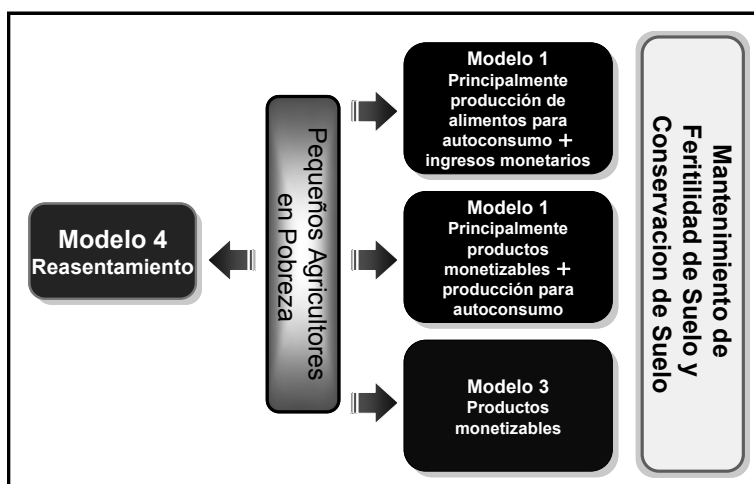 Modelo 4
Reasentamiento
Pequeños Agricultores
en Pobreza
Modelo 1
Principalmente
producción de
alimentos para
autoconsumo +
ingresos monetarios
Modelo 1
Principalmente
productos
monetizables +
producción para
autoconsumo
Modelo 3
Productos
monetizables
Mantenimiento de
Feritilidad de Suelo y
Conservacion de Suelo